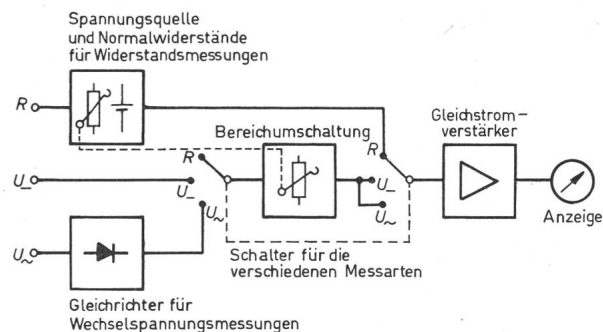 Spannungsquelle
und Normalwiderstände
für Widerstandsmessungen
R
Bereichumschaltung
Gleichstrom-
verstärker
R
R
U_
U_
U_
U~
U~
Anzeige
U~
Schalter für die
verschiedenen Messarten
Gleichrichter für
Wechselspannungsmessungen